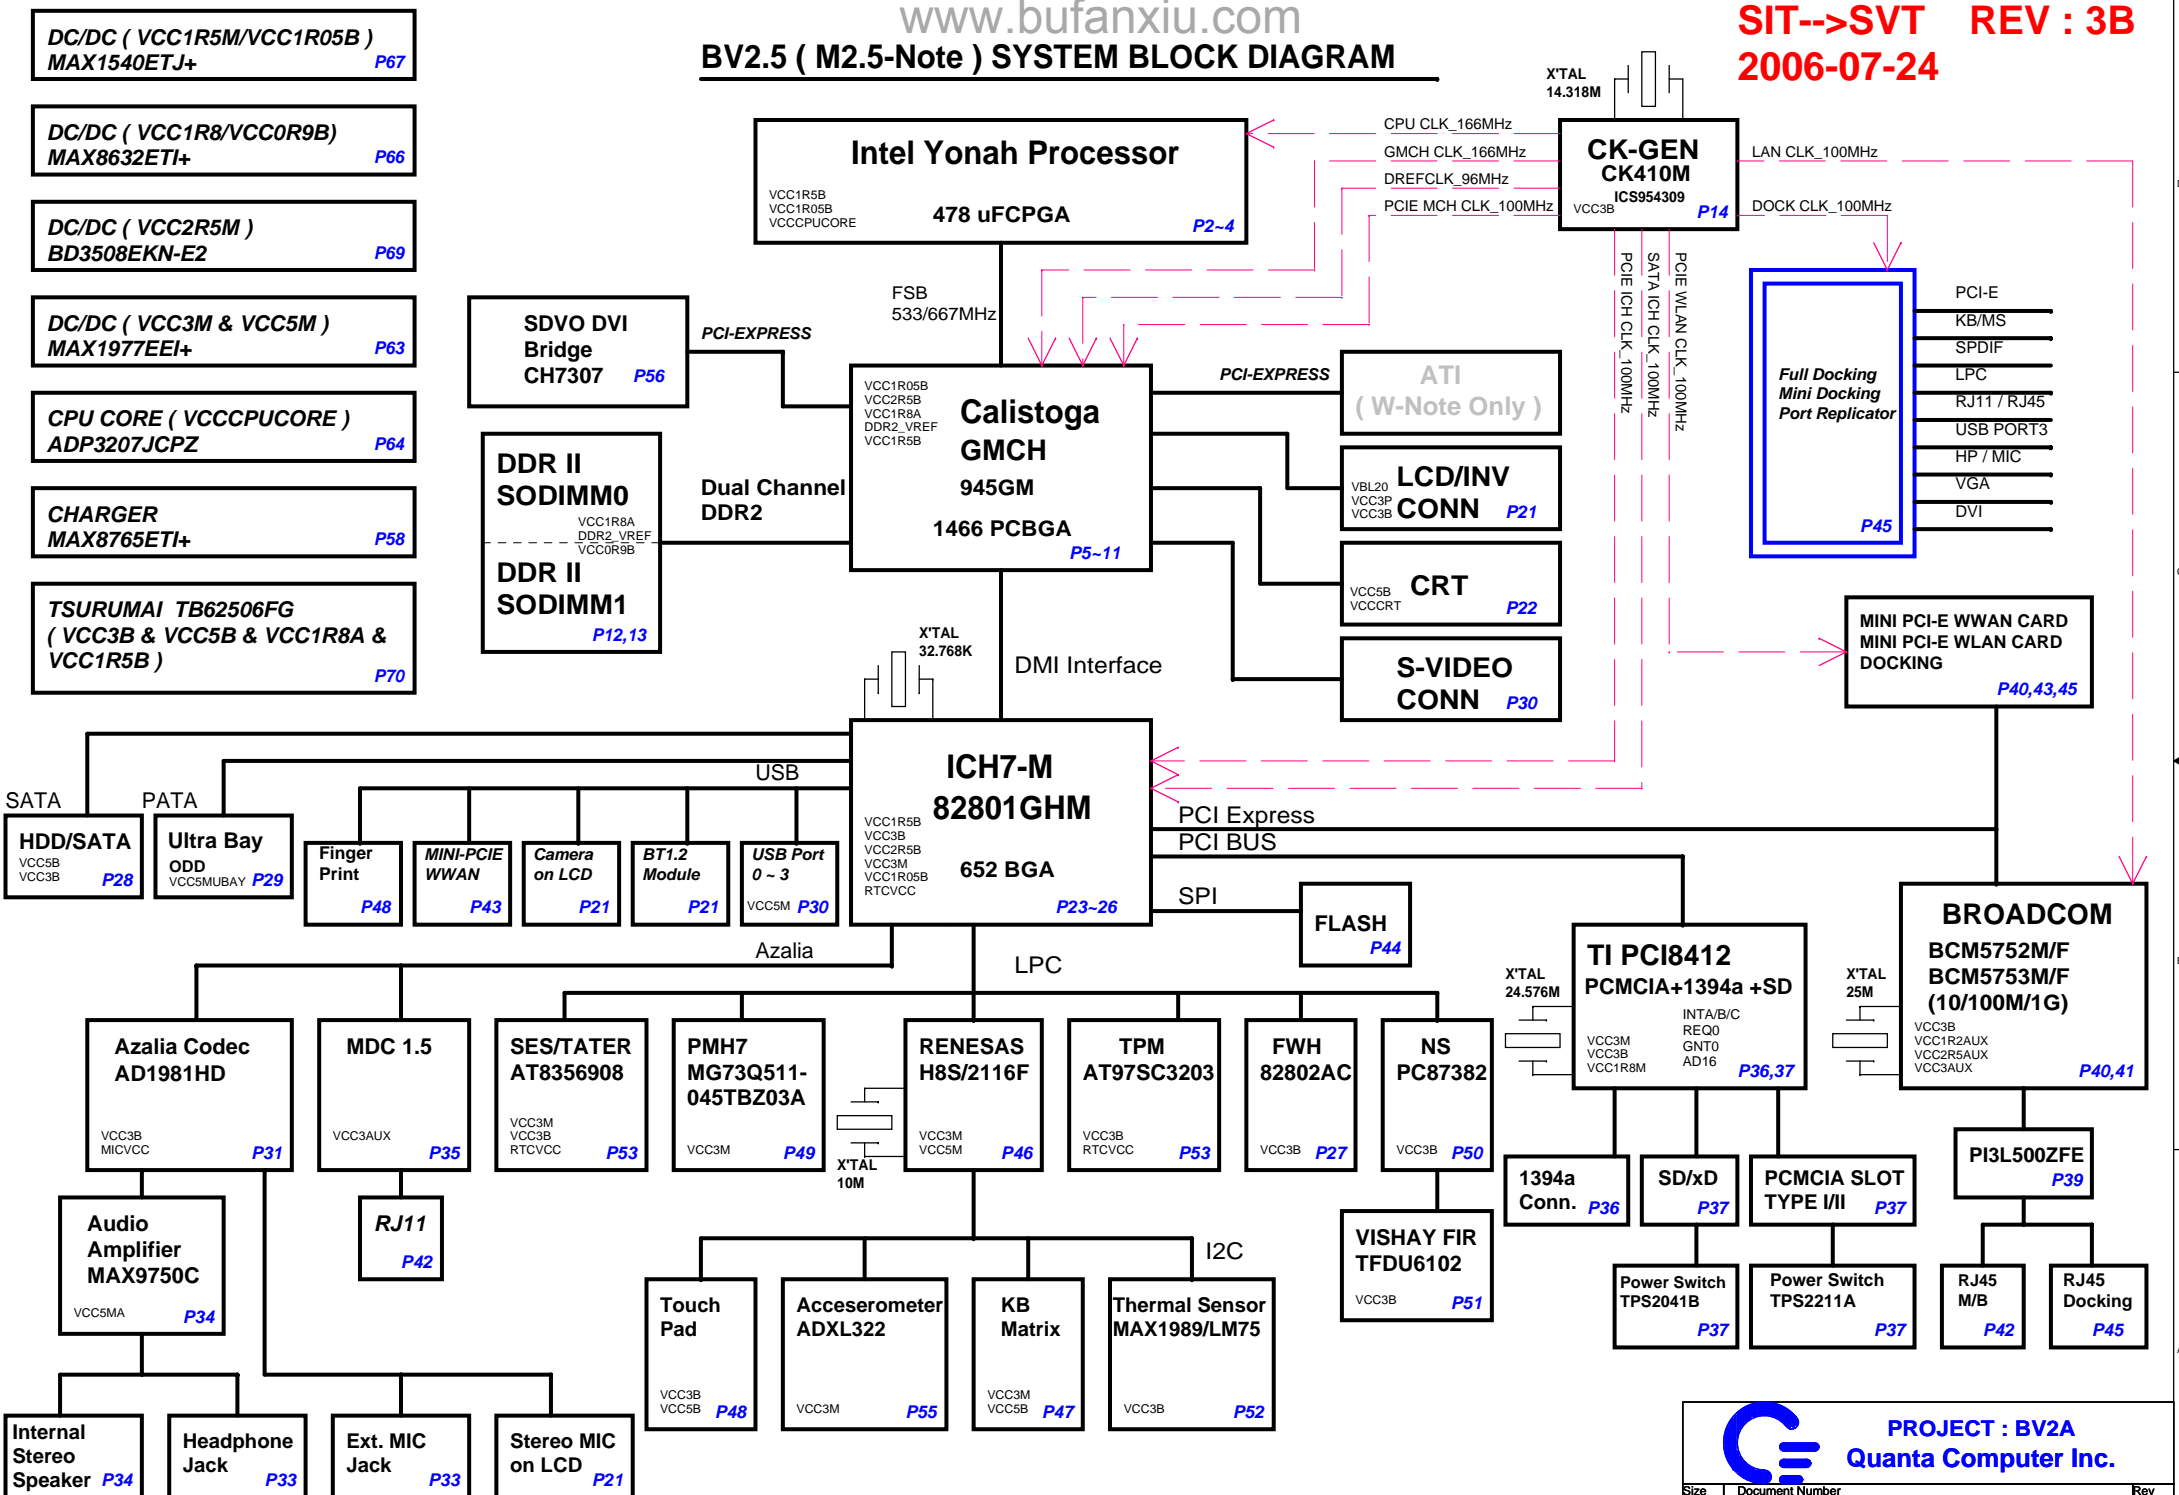 www.bufanxiu.com
BV2.5 ( M2.5-Note ) SYSTEM BLOCK DIAGRAM
SIT-->SVT REV : 3B
2006-07-24
DC/DC ( VCC1R5M/VCC1R05B )
MAX1540ETJ+ P67
DC/DC ( VCC1R8/VCC0R9B)
MAX8632ETI+ P66
DC/DC ( VCC2R5M )
BD3508EKN-E2 P69
DC/DC ( VCC3M & VCC5M )
MAX1977EEI+ P63
CPU CORE ( VCCCPUCORE )
ADP3207JCPZ P64
CHARGER
MAX8765ETI+ P58
TSURUMAI TB62506FG
( VCC3B & VCC5B & VCC1R8A &
VCC1R5B )
P70
Intel Yonah Processor
VCC1R5B
VCC1R05B
VCCCPUCORE
478 uFCPGA
P2~4
X'TAL
14.318M
CPU CLK_166MHz
GMCH CLK_166MHz
DREFCLK_96MHz
PCIE MCH CLK_100MHz
CK-GEN
CK410M
ICS954309
VCC3B P14
LAN CLK_100MHz
DOCK CLK_100MHz
PCIE ICH CLK_100MHz
SATA ICH CLK_100MHz
PCIE WLAN CLK_100MHz
FSB
533/667MHz
SDVO DVI
Bridge
CH7307 P56
PCI-EXPRESS
DDR II
SODIMM0
VCC1R8A
DDR2_VREF
VCC0R9B
DDR II
SODIMM1
P12,13
Dual Channel
DDR2
VCC1R05B
VCC2R5B
VCC1R8A
DDR2_VREF
VCC1R5B
Calistoga
GMCH
945GM
1466 PCBGA
P5~11
PCI-EXPRESS
ATI
( W-Note Only )
VBL20
VCC3P
VCC3B
LCD/INV
CONN P21
VCC5B
VCCCRT
CRT
P22
S-VIDEO
CONN P30
Full Docking
Mini Docking
Port Replicator
P45
PCI-E
KB/MS
SPDIF
LPC
RJ11 / RJ45
USB PORT3
HP / MIC
VGA
DVI
MINI PCI-E WWAN CARD
MINI PCI-E WLAN CARD
DOCKING
P40,43,45
X'TAL
32.768K
DMI Interface
ICH7-M
82801GHM
VCC1R5B
VCC3B
VCC2R5B
VCC3M
VCC1R05B
RTCVCC
652 BGA
P23~26
SATA
PATA
USB
HDD/SATA
VCC5B
VCC3B P28
Ultra Bay
ODD
VCC5MUBAY P29
Finger
Print
P48
MINI-PCIE
WWAN
P43
Camera
on LCD
P21
BT1.2
Module
P21
USB Port
0 ~ 3
VCC5M P30
PCI Express
PCI BUS
SPI
FLASH
P44
Azalia
LPC
X'TAL
24.576M
TI PCI8412
PCMCIA+1394a +SD
INTA/B/C
REQ0
GNT0
AD16
VCC3M
VCC3B
VCC1R8M
P36,37
X'TAL
25M
BROADCOM
BCM5752M/F
BCM5753M/F
(10/100M/1G)
VCC3B
VCC1R2AUX
VCC2R5AUX
VCC3AUX
P40,41
Azalia Codec
AD1981HD
VCC3B
MICVCC P31
MDC 1.5
VCC3AUX
P35
SES/TATER
AT8356908
VCC3M
VCC3B
RTCVCC P53
PMH7
MG73Q511-
045TBZ03A
VCC3M P49
RENESAS
H8S/2116F
VCC3M
VCC5M P46
X'TAL
10M
TPM
AT97SC3203
VCC3B
RTCVCC P53
FWH
82802AC
VCC3B P27
NS
PC87382
VCC3B P50
1394a
Conn. P36
SD/xD
P37
PCMCIA SLOT
TYPE I/II P37
PI3L500ZFE
P39
Audio
Amplifier
MAX9750C
VCC5MA P34
RJ11
P42
VISHAY FIR
TFDU6102
VCC3B P51
I2C
Power Switch
TPS2041B
P37
Power Switch
TPS2211A
P37
RJ45
M/B
P42
RJ45
Docking
P45
Touch
Pad
VCC3B
VCC5B P48
Acceserometer
ADXL322
VCC3M P55
KB
Matrix
VCC3M
VCC5B P47
Thermal Sensor
MAX1989/LM75
VCC3B P52
Internal
Stereo
Speaker P34
Headphone
Jack
P33
Ext. MIC
Jack
P33
Stereo MIC
on LCD
P21
PROJECT : BV2A
Quanta Computer Inc.
Size Document Number Rev